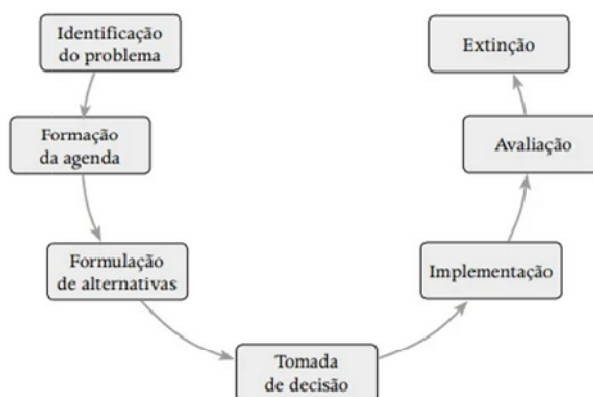 Identificação
do problema
Formação
da agenda
Formulação
de alternativas
Tomada
de decisão
Implementação
Avaliação
Extinção